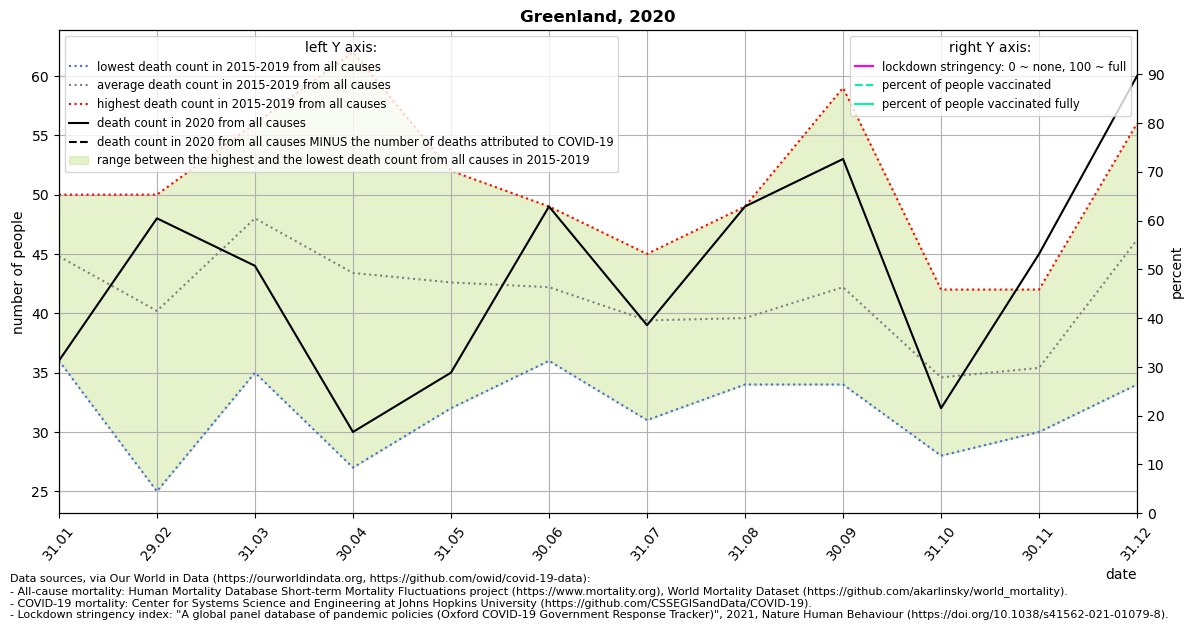 Greenland, 2020
left Y axis:
lowest death count in 2015-2019 from all causes
average death count in 2015-2019 from all causes
highest death count in 2015-2019 from all causes
death count in 2020 from all causes
death count in 2020 from all causes MINUS the number of deaths attributed to COVID-19
range between the highest and the lowest death count from all causes in 2015-2019
right Y axis:
lockdown stringency: 0 ~ none, 100 ~ full
percent of people vaccinated
percent of people vaccinated fully
number of people
60
55
50
45
40
35
30
25
percent
90
80
70
60
50
40
30
20
10
0
31.01
29.02
31.03
30.04
31.05
30.06
31.07
31.08
30.09
31.10
30.11
31.12
date
Data sources, via Our World in Data (https://ourworldindata.org, https://github.com/owid/covid-19-data):
- All-cause mortality: Human Mortality Database Short-term Mortality Fluctuations project (https://www.mortality.org), World Mortality Dataset (https://github.com/akarlinsky/world_mortality).
- COVID-19 mortality: Center for Systems Science and Engineering at Johns Hopkins University (https://github.com/CSSEGISandData/COVID-19).
- Lockdown stringency index: "A global panel database of pandemic policies (Oxford COVID-19 Government Response Tracker)", 2021, Nature Human Behaviour (https://doi.org/10.1038/s41562-021-01079-8).